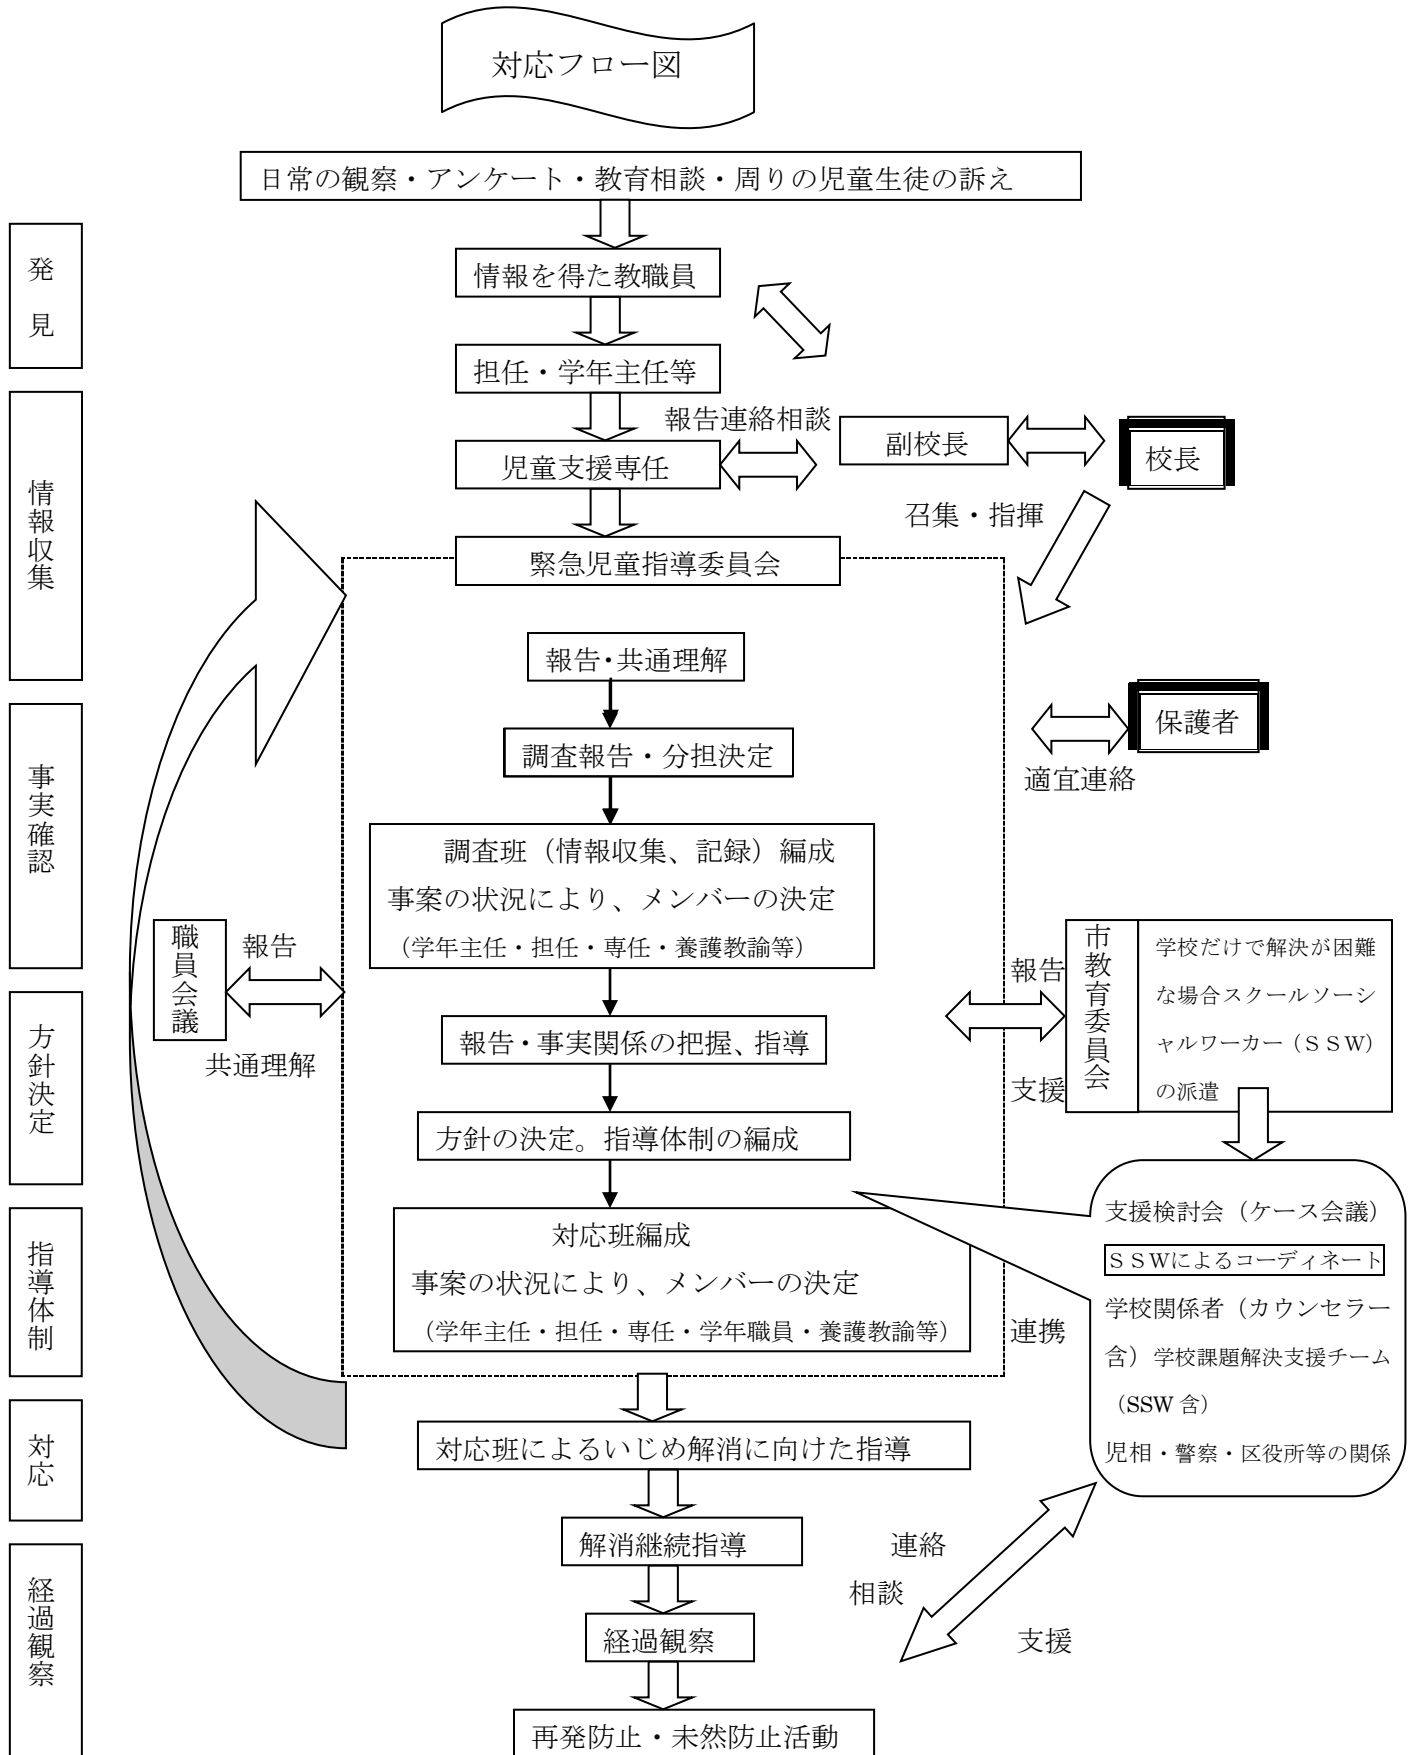 対応フロー図
日常の観察・アンケート・教育相談・周りの児童生徒の訴え
発見
情報を得た教職員
担任・学年主任等
情報収集
報告連絡相談
副校長
校長
児童支援専任
召集・指揮
緊急児童指導委員会
報告・共通理解
事実確認
保護者
調査報告・分担決定
適宜連絡
調査班（情報収集、記録）編成
事案の状況により、メンバーの決定
（学年主任・担任・専任・養護教諭等）
職員会議
報告
共通理解
報告
支援
市教育委員会
学校だけで解決が困難
な場合スクールソーシ
ャルワーカー（ＳＳＷ）
の派遣
方針決定
報告・事実関係の把握、指導
方針の決定。指導体制の編成
指導体制
対応班編成
事案の状況により、メンバーの決定
（学年主任・担任・専任・学年職員・養護教諭等）
連携
支援検討会（ケース会議）
ＳＳＷによるコーディネート
学校関係者（カウンセラー
含）学校課題解決支援チーム
（SSW 含）
児相・警察・区役所等の関係
対応
対応班によるいじめ解消に向けた指導
経過観察
解消継続指導
連絡
相談
支援
経過観察
再発防止・未然防止活動